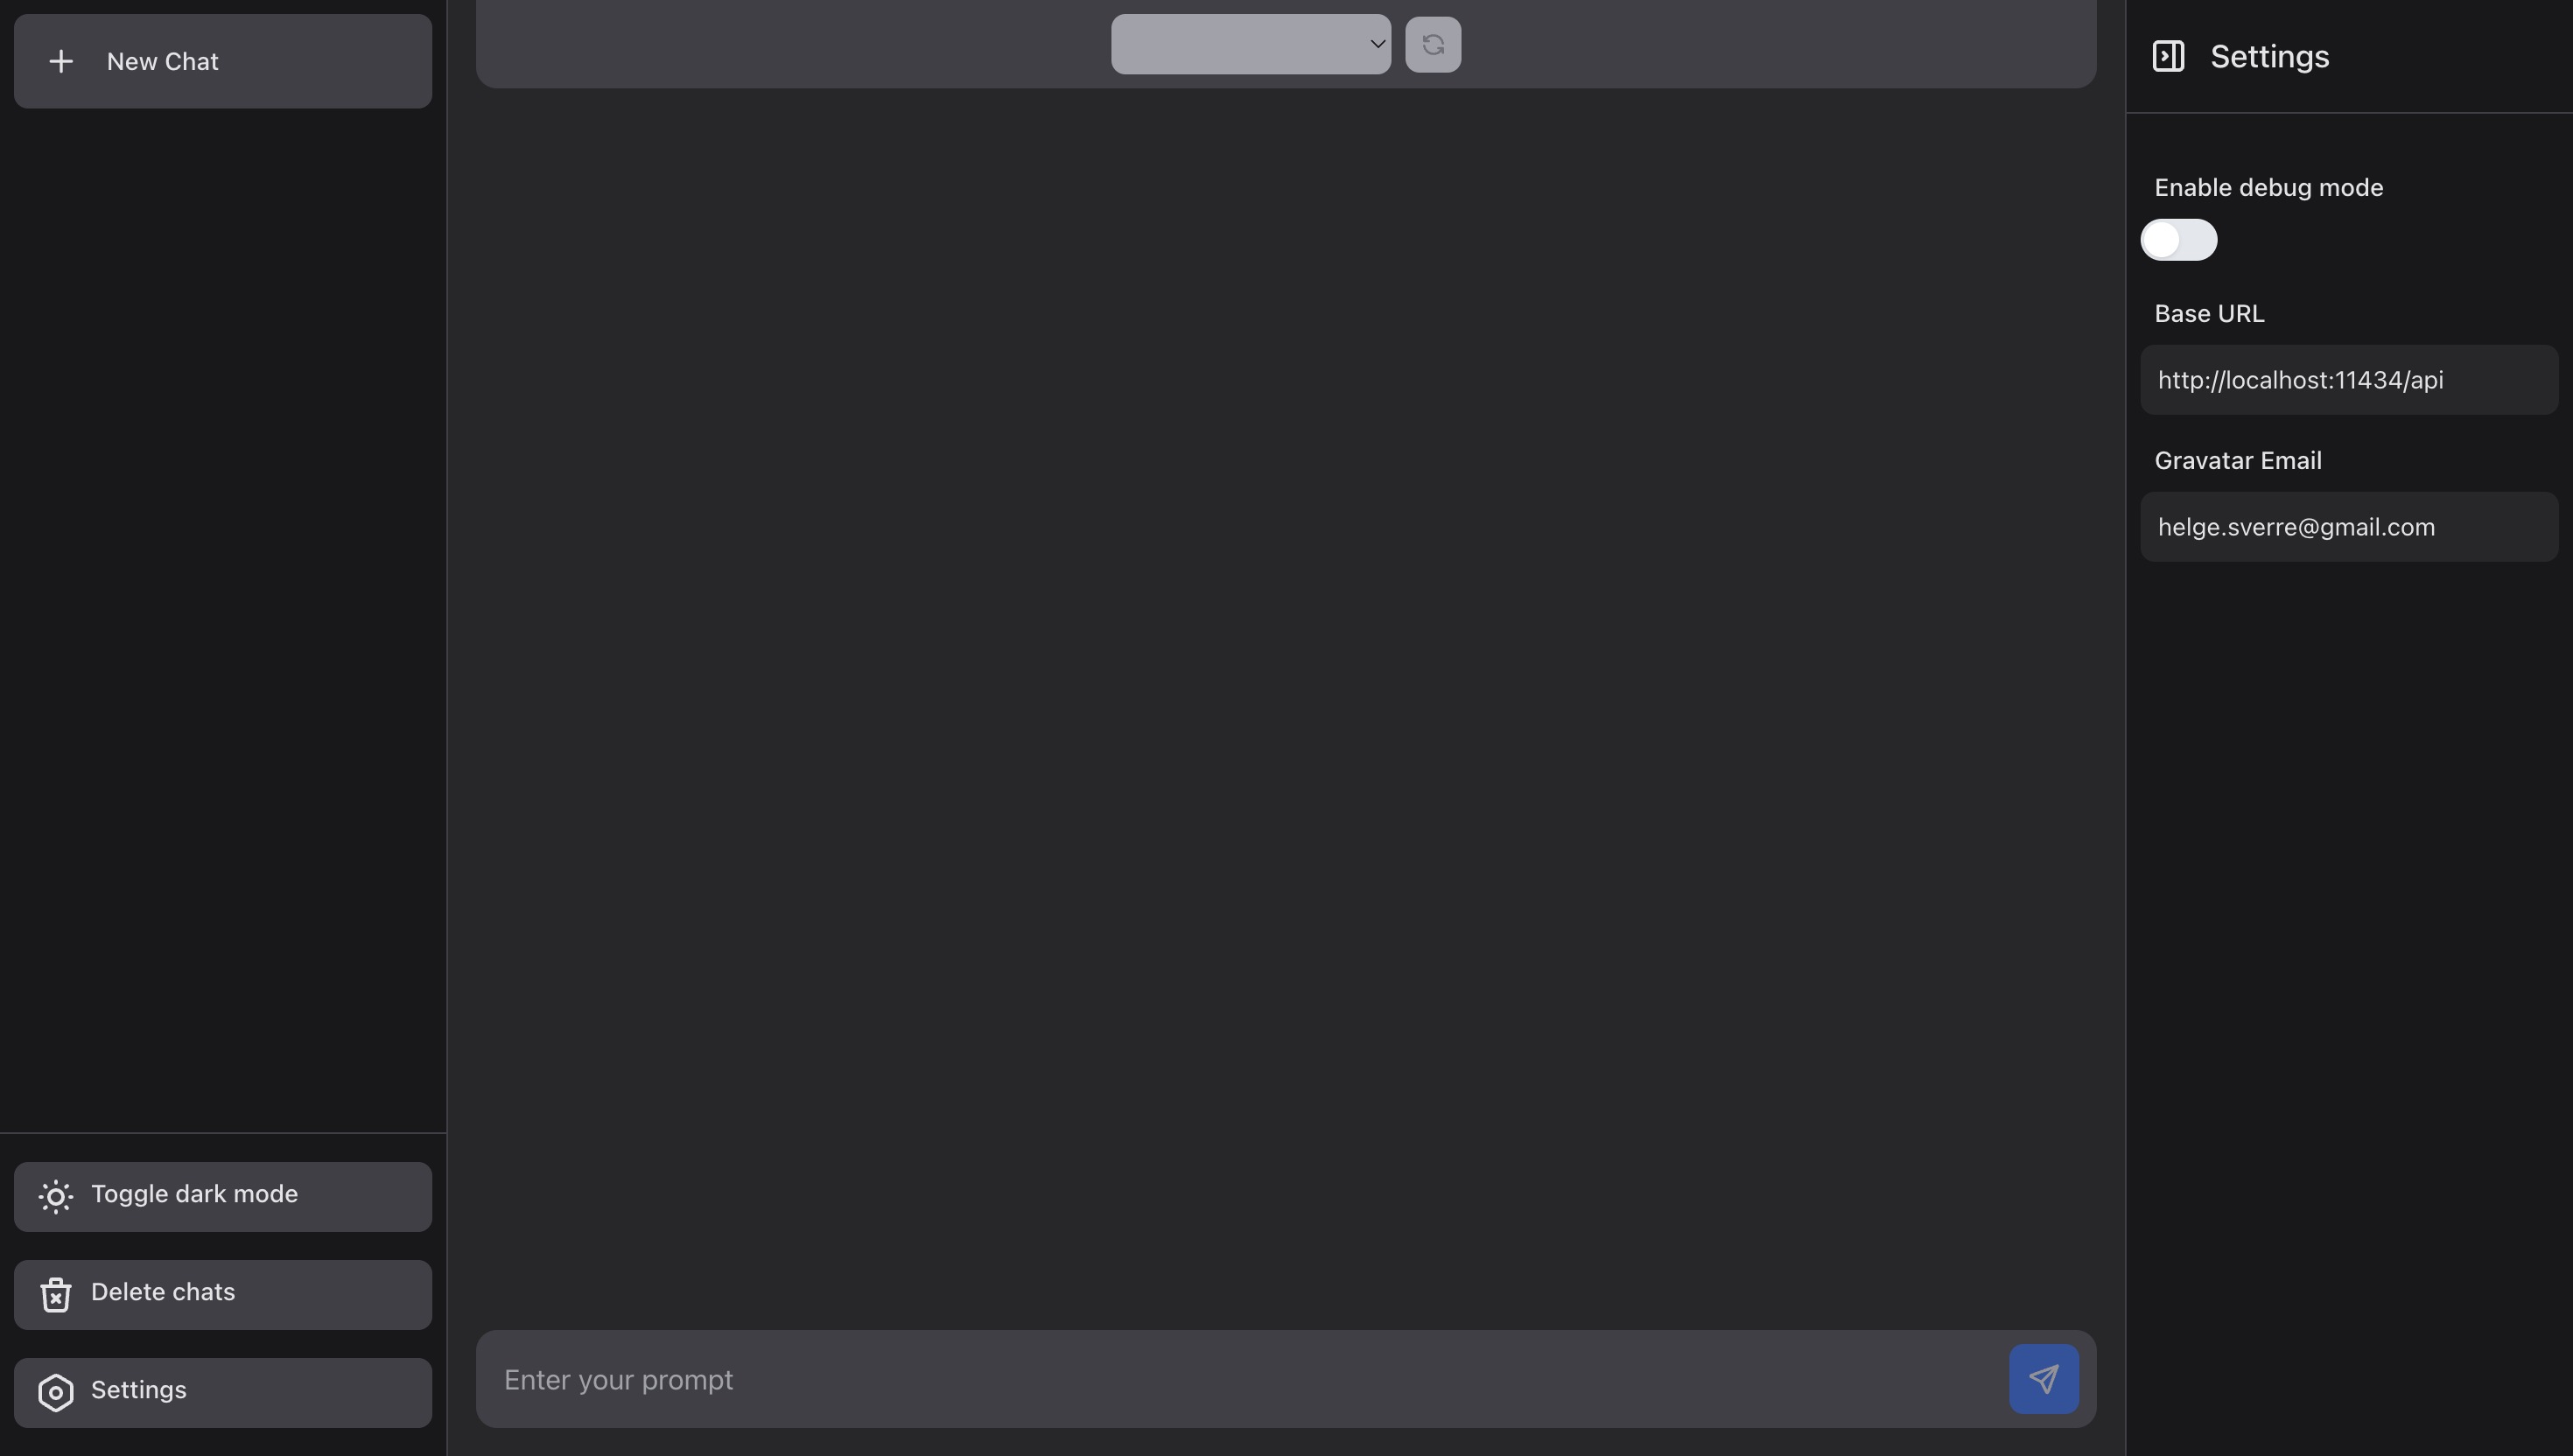 New Chat
Toggle dark mode
Delete chats
Settings
Enter your prompt
Settings
Enable debug mode
Base URL
http://localhost:11434/api
Gravatar Email
helge.sverre@gmail.com